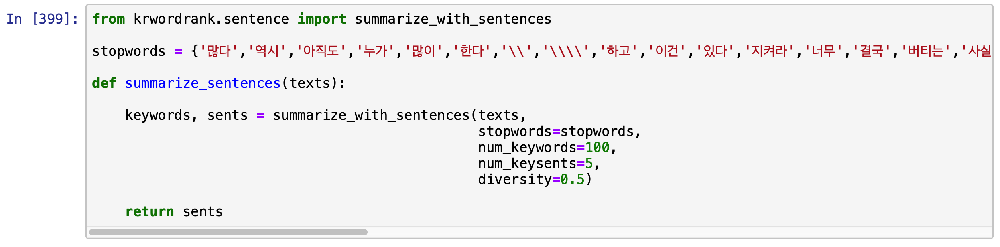 In [399]: from krwordrank.sentence import summarize_with_sentences
stopwords = {'많다','역시','아직도','누가','많이','한다','\\','\\\\','하고','이건','있다','지켜라','너무','결국','버티는','사실
def summarize_sentences(texts):
    keywords, sents = summarize_with_sentences(texts,
                                               stopwords=stopwords,
                                               num_keywords=100,
                                               num_keysents=5,
                                               diversity=0.5)
    return sents